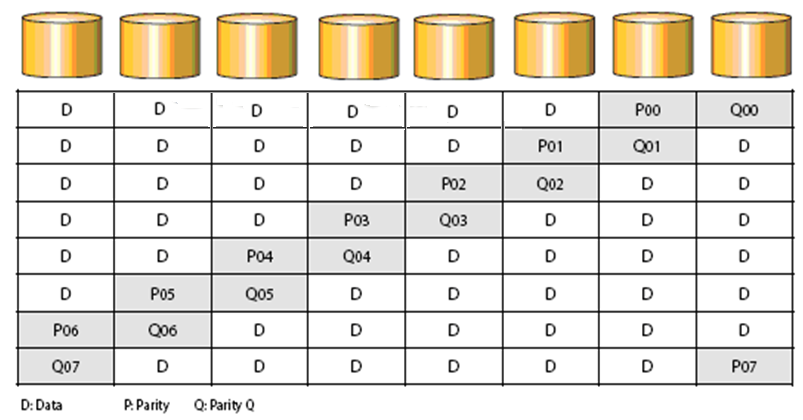 D D D D D D P00 Q00
D D D D D P01 Q01 D
D D D D P02 Q02 D D
D D D P03 Q03 D D D
D D P04 Q04 D D D D
D P05 Q05 D D D D D
P06 Q06 D D D D D D
Q07 D D D D D D P07
D: Data P: Parity Q: Parity Q